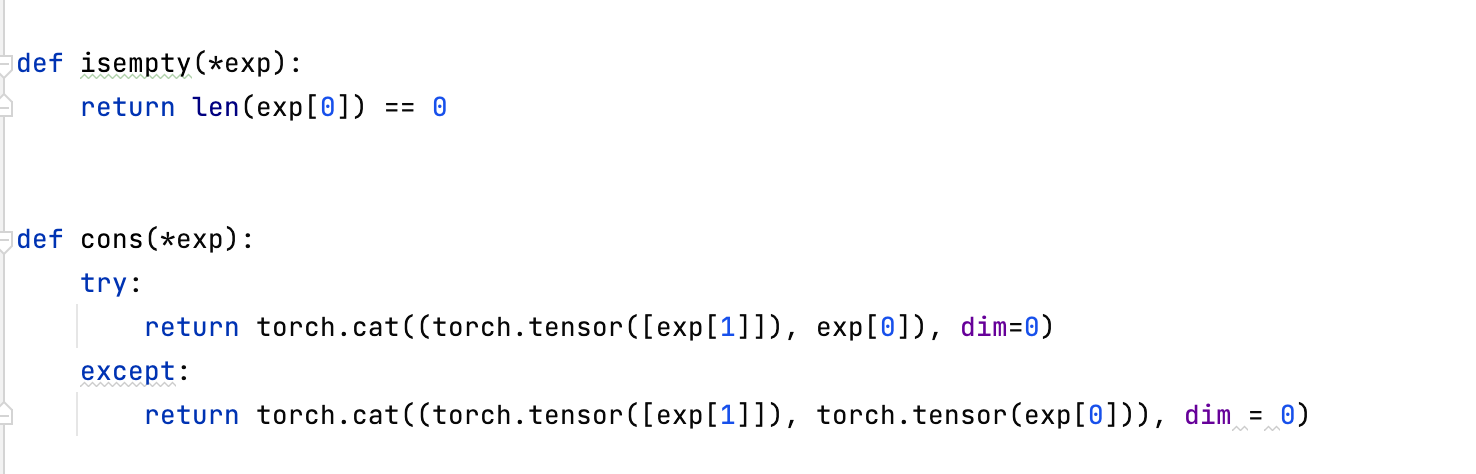 def isempty(*exp):
    return len(exp[0]) == 0
def cons(*exp):
    try:
        return torch.cat((torch.tensor([exp[1]]), exp[0]), dim=0)
    except:
        return torch.cat((torch.tensor([exp[1]]), torch.tensor(exp[0])), dim = 0)